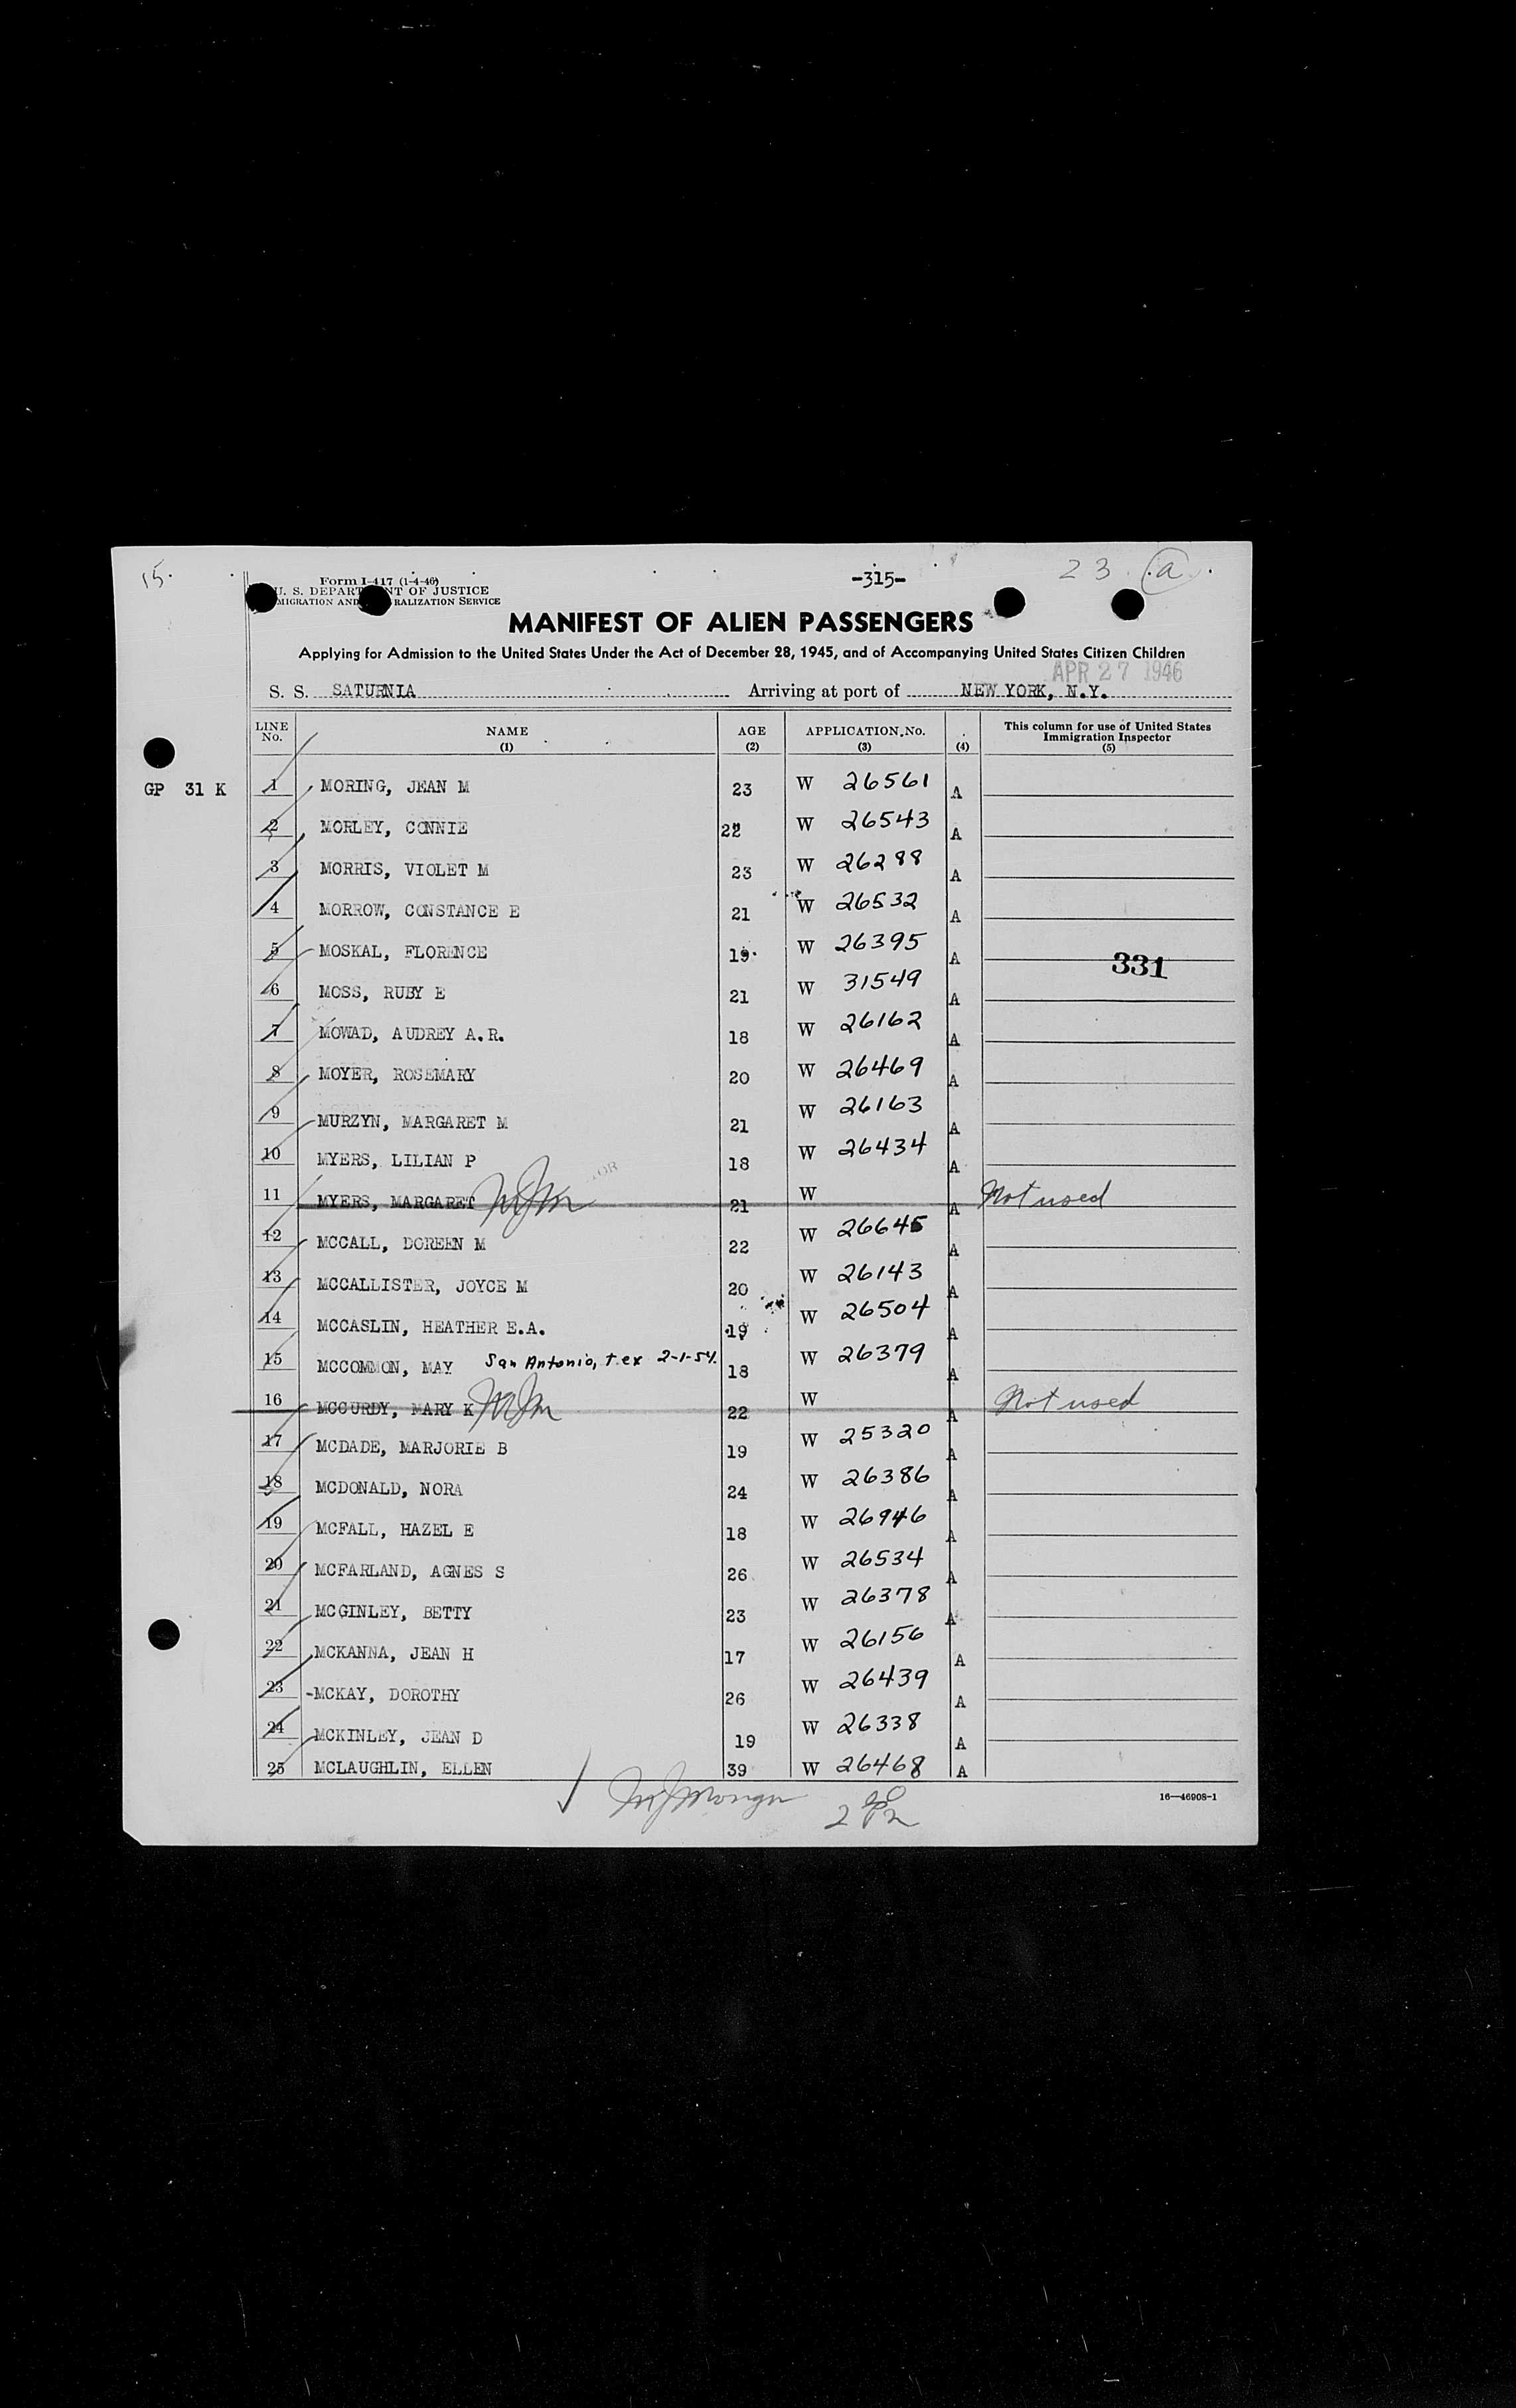 15.
-315-
23 a
Form I-417 (1-4-46)
U. S. DEPART NT OF JUSTICE
MIGRATION AND RALIZATION SERVICE
MANIFEST OF ALIEN PASSENGERS
Applying for Admission to the United States Under the Act of December 28, 1945, and of Accompanying United States Citizen Children
APR 27 1946
S. S. SATURNIA Arriving at port of NEW YORK, N.Y.
LINE No. NAME (1) AGE (2) APPLICATION No. (3) (4) This column for use of United States Immigration Inspector (5)
GP 31 K 1 MORING, JEAN M 23 W 26561 A
2 MORLEY, CONNIE 22 W 26543 A
3 MORRIS, VIOLET M 23 W 26288 A
4 MORROW, CONSTANCE E 21 W 26532 A
5 MOSKAL, FLORENCE 19 W 26395 A
331
6 MOSS, RUBY E 21 W 31549 A
7 MOWAD, AUDREY A.R. 18 W 26162 A
8 MOYER, ROSEMARY 20 W 26469 A
9 MURZYN, MARGARET M 21 W 26163 A
10 MYERS, LILIAN P 18 W 26434 A
11 MYERS, MARGARET 21 W A Not used
12 MCCALL, DOREEN M 22 W 26645 A
13 MCCALLISTER, JOYCE M 20 W 26143 A
14 MCCASLIN, HEATHER E.A. 19 W 26504 A
15 MCCOMMON, MAY San Antonio, tex 2-1-54. 18 W 26379 A
16 MCCURDY, MARY K 22 W A Not used
17 MCDADE, MARJORIE B 19 W 25320 A
18 MCDONALD, NORA 24 W 26386 A
19 MCFALL, HAZEL E 18 W 26946 A
20 MCFARLAND, AGNES S 26 W 26534 A
21 MCGINLEY, BETTY 23 W 26378 A
22 MCKANNA, JEAN H 17 W 26156 A
23 -MCKAY, DOROTHY 26 W 26439 A
24 MCKINLEY, JEAN D 19 W 26338 A
25 MCLAUGHLIN, ELLEN 39 W 26468 A
16—46908-1